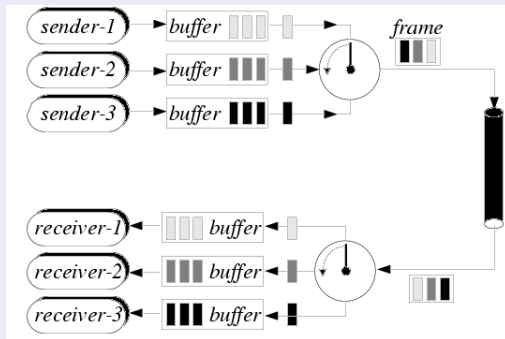 sender-1 buffer frame
sender-2 buffer
sender-3 buffer
receiver-1 buffer
receiver-2 buffer
receiver-3 buffer